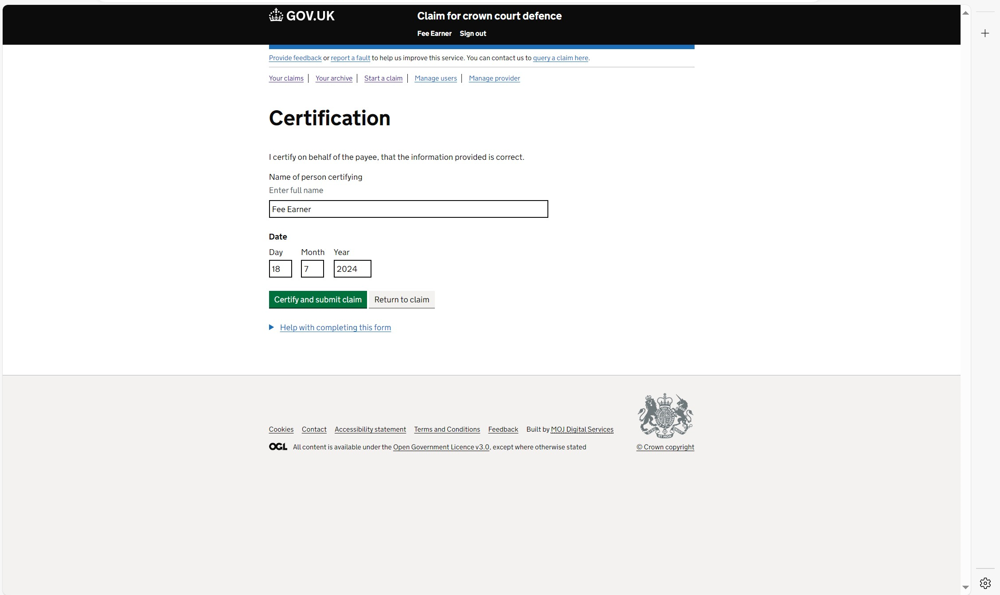 GOV.UK
Claim for crown court defence
Fee Earner Sign out
Provide feedback or report a fault to help us improve this service. You can contact us to query a claim here.
Your claims Your archive Start a claim Manage users Manage provider
Certification
I certify on behalf of the payee, that the information provided is correct.
Name of person certifying
Enter full name
Fee Earner
Date
Day Month Year
18 7 2024
Certify and submit claim Return to claim
Help with completing this form
Cookies Contact Accessibility statement Terms and Conditions Feedback Built by MOJ Digital Services
OGL All content is available under the Open Government Licence v3.0, except where otherwise stated
© Crown copyright